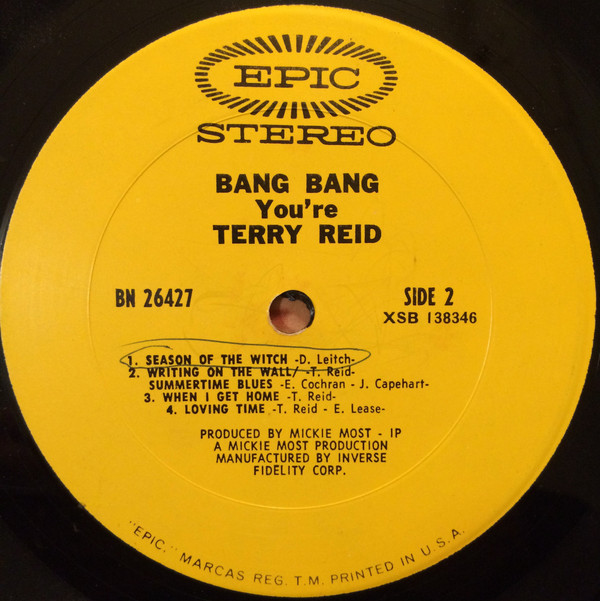 EPIC
STEREO
BANG BANG
You're
TERRY REID
BN 26427
SIDE 2
XSB 138346
1. SEASON OF THE WITCH -D. Leitch-
2. WRITING ON THE WALL/ -T. Reid-
SUMMERTIME BLUES -E. Cochran - J. Capehart-
3. WHEN I GET HOME -T. Reid-
4. LOVING TIME -T. Reid - E. Lease-
PRODUCED BY MICKIE MOST - IP
A MICKIE MOST PRODUCTION
MANUFACTURED BY INVERSE
FIDELITY CORP.
"EPIC," MARCAS REG. T.M. PRINTED IN U.S.A.